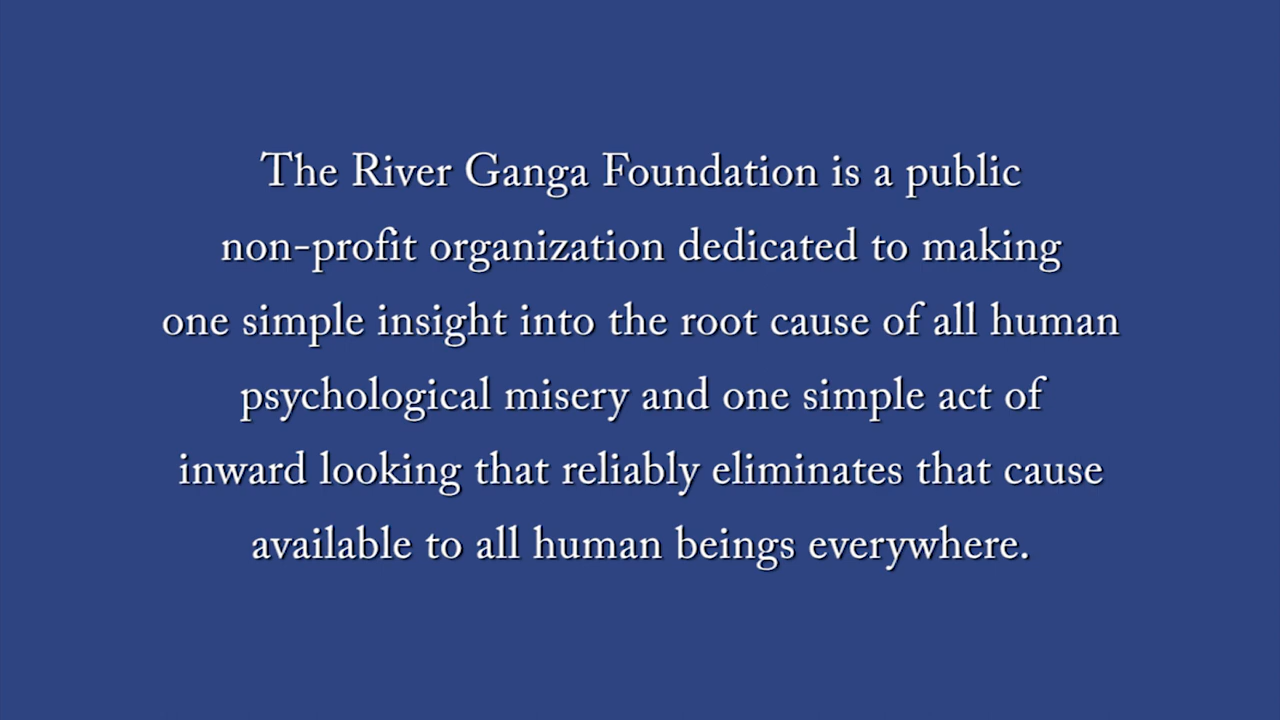 The River Ganga Foundation is a public
non-profit organization dedicated to making
one simple insight into the root cause of all human
psychological misery and one simple act of
inward looking that reliably eliminates that cause
available to all human beings everywhere.